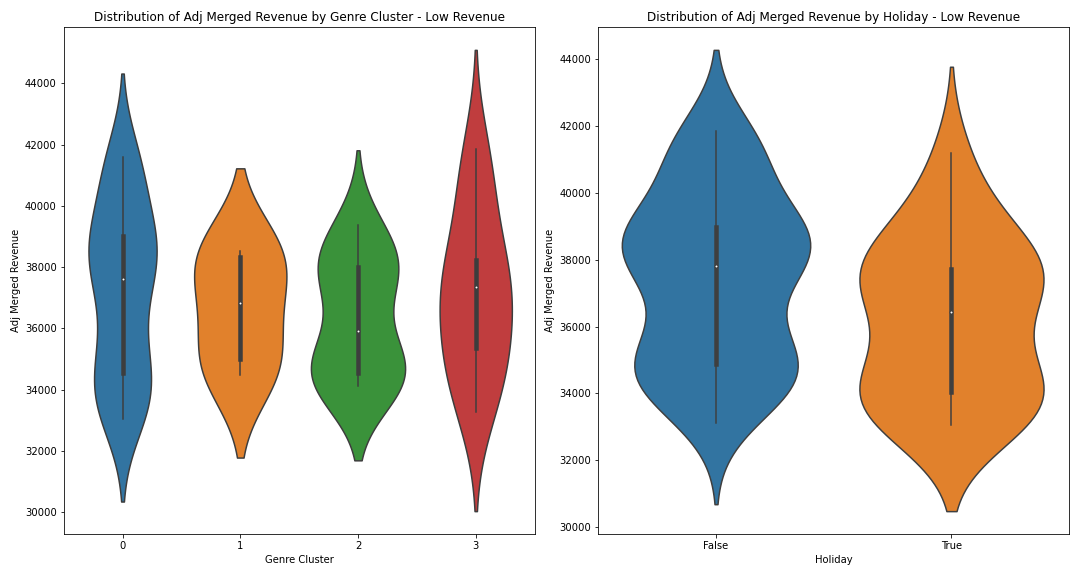 Distribution of Adj Merged Revenue by Genre Cluster - Low Revenue
Adj Merged Revenue
44000
42000
40000
38000
36000
34000
32000
30000
0
1
2
3
Genre Cluster
Distribution of Adj Merged Revenue by Holiday - Low Revenue
Adj Merged Revenue
44000
42000
40000
38000
36000
34000
32000
30000
False
True
Holiday